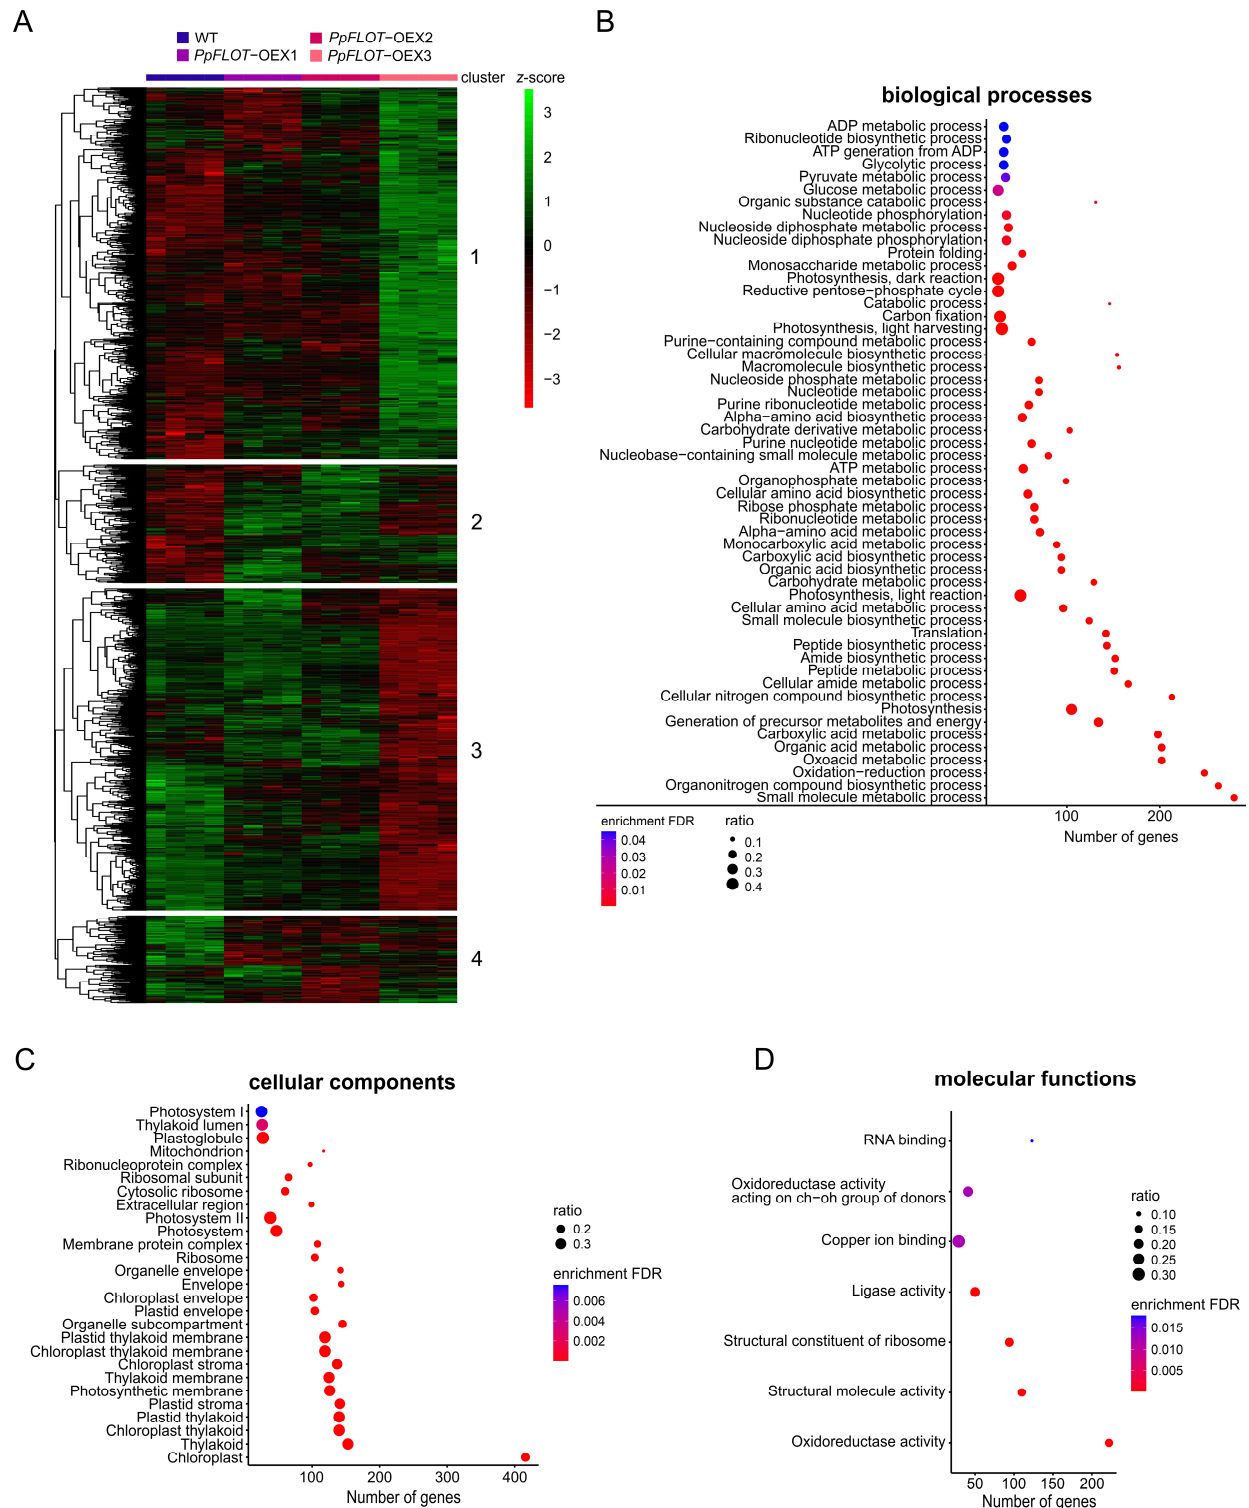 A
WT
PpFLOT−OEX2
PpFLOT−OEX1
PpFLOT−OEX3
cluster
z-score
3
2
1
0
−1
−2
−3
1
2
3
4
B
biological processes
ADP metabolic process
Ribonucleotide biosynthetic process
ATP generation from ADP
Glycolytic process
Pyruvate metabolic process
Glucose metabolic process
Organic substance catabolic process
Nucleotide phosphorylation
Nucleoside diphosphate metabolic process
Nucleoside diphosphate phosphorylation
Protein folding
Monosaccharide metabolic process
Photosynthesis, dark reaction
Reductive pentose−phosphate cycle
Catabolic process
Carbon fixation
Photosynthesis, light harvesting
Purine−containing compound metabolic process
Cellular macromolecule biosynthetic process
Macromolecule biosynthetic process
Nucleoside phosphate metabolic process
Nucleotide metabolic process
Purine ribonucleotide metabolic process
Alpha−amino acid biosynthetic process
Carbohydrate derivative metabolic process
Purine nucleotide metabolic process
Nucleobase−containing small molecule metabolic process
ATP metabolic process
Organophosphate metabolic process
Cellular amino acid biosynthetic process
Ribose phosphate metabolic process
Ribonucleotide metabolic process
Alpha−amino acid metabolic process
Monocarboxylic acid metabolic process
Carboxylic acid biosynthetic process
Organic acid biosynthetic process
Carbohydrate metabolic process
Photosynthesis, light reaction
Cellular amino acid metabolic process
Small molecule biosynthetic process
Translation
Peptide biosynthetic process
Amide biosynthetic process
Peptide metabolic process
Cellular amide metabolic process
Cellular nitrogen compound biosynthetic process
Photosynthesis
Generation of precursor metabolites and energy
Carboxylic acid metabolic process
Organic acid metabolic process
Oxoacid metabolic process
Oxidation−reduction process
Organonitrogen compound biosynthetic process
Small molecule metabolic process
100
200
Number of genes
enrichment FDR
0.04
0.03
0.02
0.01
ratio
0.1
0.2
0.3
0.4
C
cellular components
Photosystem I
Thylakoid lumen
Plastoglobule
Mitochondrion
Ribonucleoprotein complex
Ribosomal subunit
Cytosolic ribosome
Extracellular region
Photosystem II
Photosystem
Membrane protein complex
Ribosome
Organelle envelope
Envelope
Chloroplast envelope
Plastid envelope
Organelle subcompartment
Plastid thylakoid membrane
Chloroplast thylakoid membrane
Chloroplast stroma
Thylakoid membrane
Photosynthetic membrane
Plastid stroma
Plastid thylakoid
Chloroplast thylakoid
Thylakoid
Chloroplast
100
200
300
400
Number of genes
ratio
0.2
0.3
enrichment FDR
0.006
0.004
0.002
D
molecular functions
RNA binding
Oxidoreductase activity
acting on ch−oh group of donors
Copper ion binding
Ligase activity
Structural constituent of ribosome
Structural molecule activity
Oxidoreductase activity
50
100
150
200
Number of genes
ratio
0.10
0.15
0.20
0.25
0.30
enrichment FDR
0.015
0.010
0.005